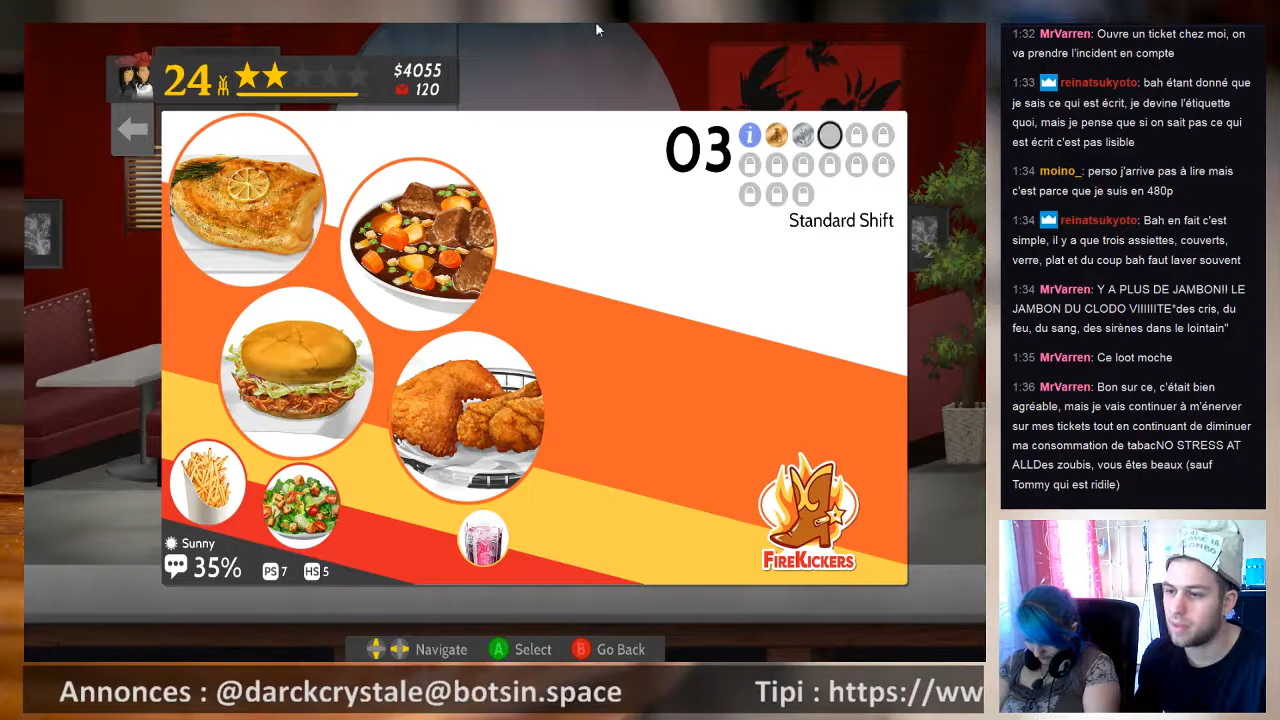 24
$4055
120
03
i
Standard Shift
Sunny
35%
PS 7
HS 5
FIREKICKERS
Navigate
A Select
B Go Back
1:32 MrVarren: Ouvre un ticket chez moi, on
va prendre l'incident en compte
1:33 reinatsukyoto: bah étant donné que
je sais ce qui est écrit, je devine l'étiquette
quoi, mais je pense que si on sait pas ce qui
est écrit c'est pas lisible
1:34 moino_: perso j'arrive pas à lire mais
c'est parce que je suis en 480p
1:34 reinatsukyoto: Bah en fait c'est
simple, il y a que trois assiettes, couverts,
verre, plat et du coup bah faut laver souvent
1:34 MrVarren: Y A PLUS DE JAMBON!! LE
JAMBON DU CLODO VIIIIIITE*des cris, du
feu, du sang, des sirènes dans le lointain"
1:35 MrVarren: Ce loot moche
1:36 MrVarren: Bon sur ce, c'était bien
agréable, mais je vais continuer à m'énerver
sur mes tickets tout en continuant de diminuer
ma consommation de tabacNO STRESS AT
ALLDes zoubis, vous êtes beaux (sauf
Tommy qui est ridile)
Annonces : @darckcrystale@botsin.space
Tipi : https://ww